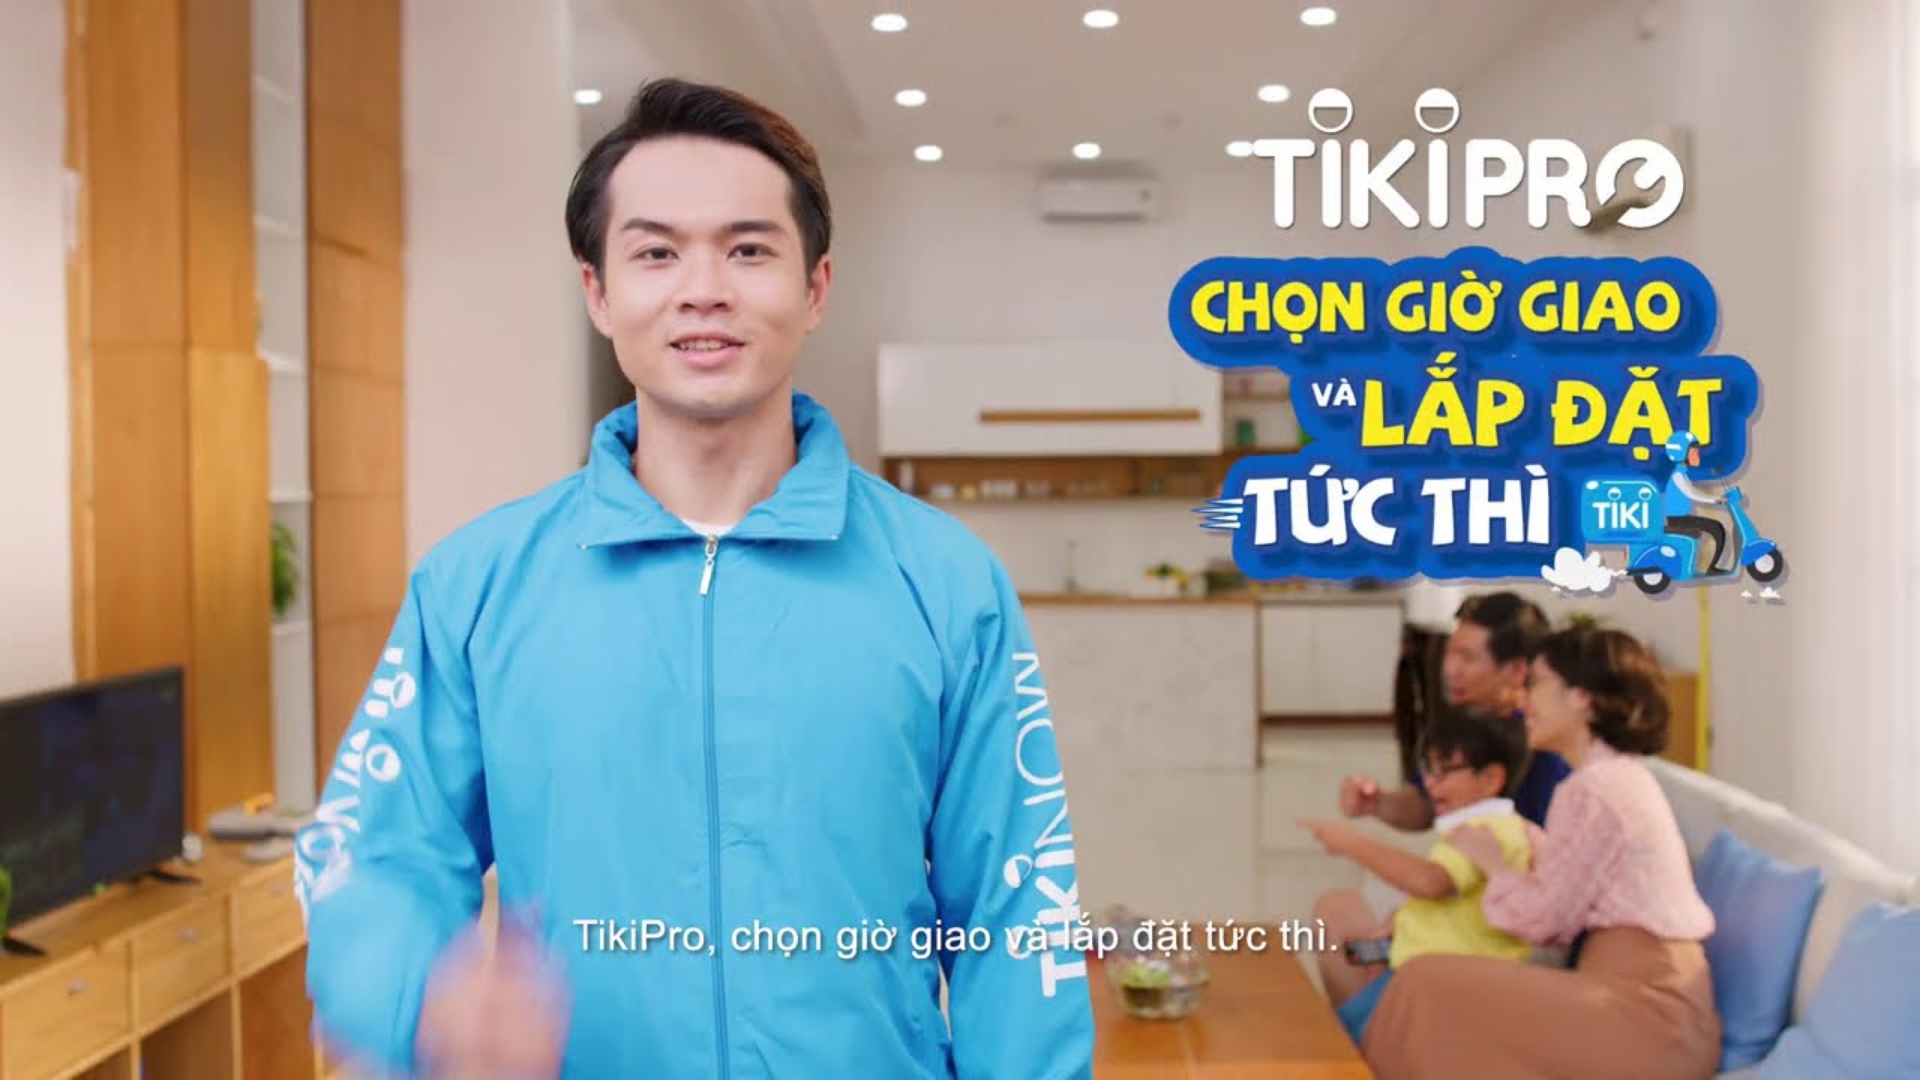 TIKIPRO
CHỌN GIỜ GIAO
VÀ LẮP ĐẶT
TỨC THÌ
TIKI
TIKINOW
TikiPro, chọn giờ giao và lắp đặt tức thì.